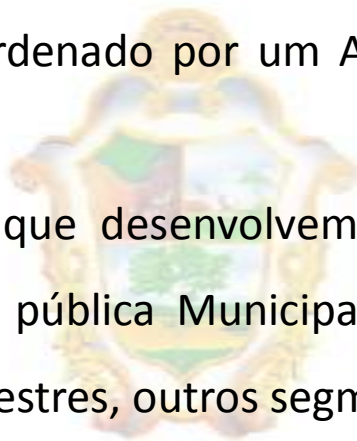 rdenado por um A
que desenvolvem
pública Municipa
estres, outros segm